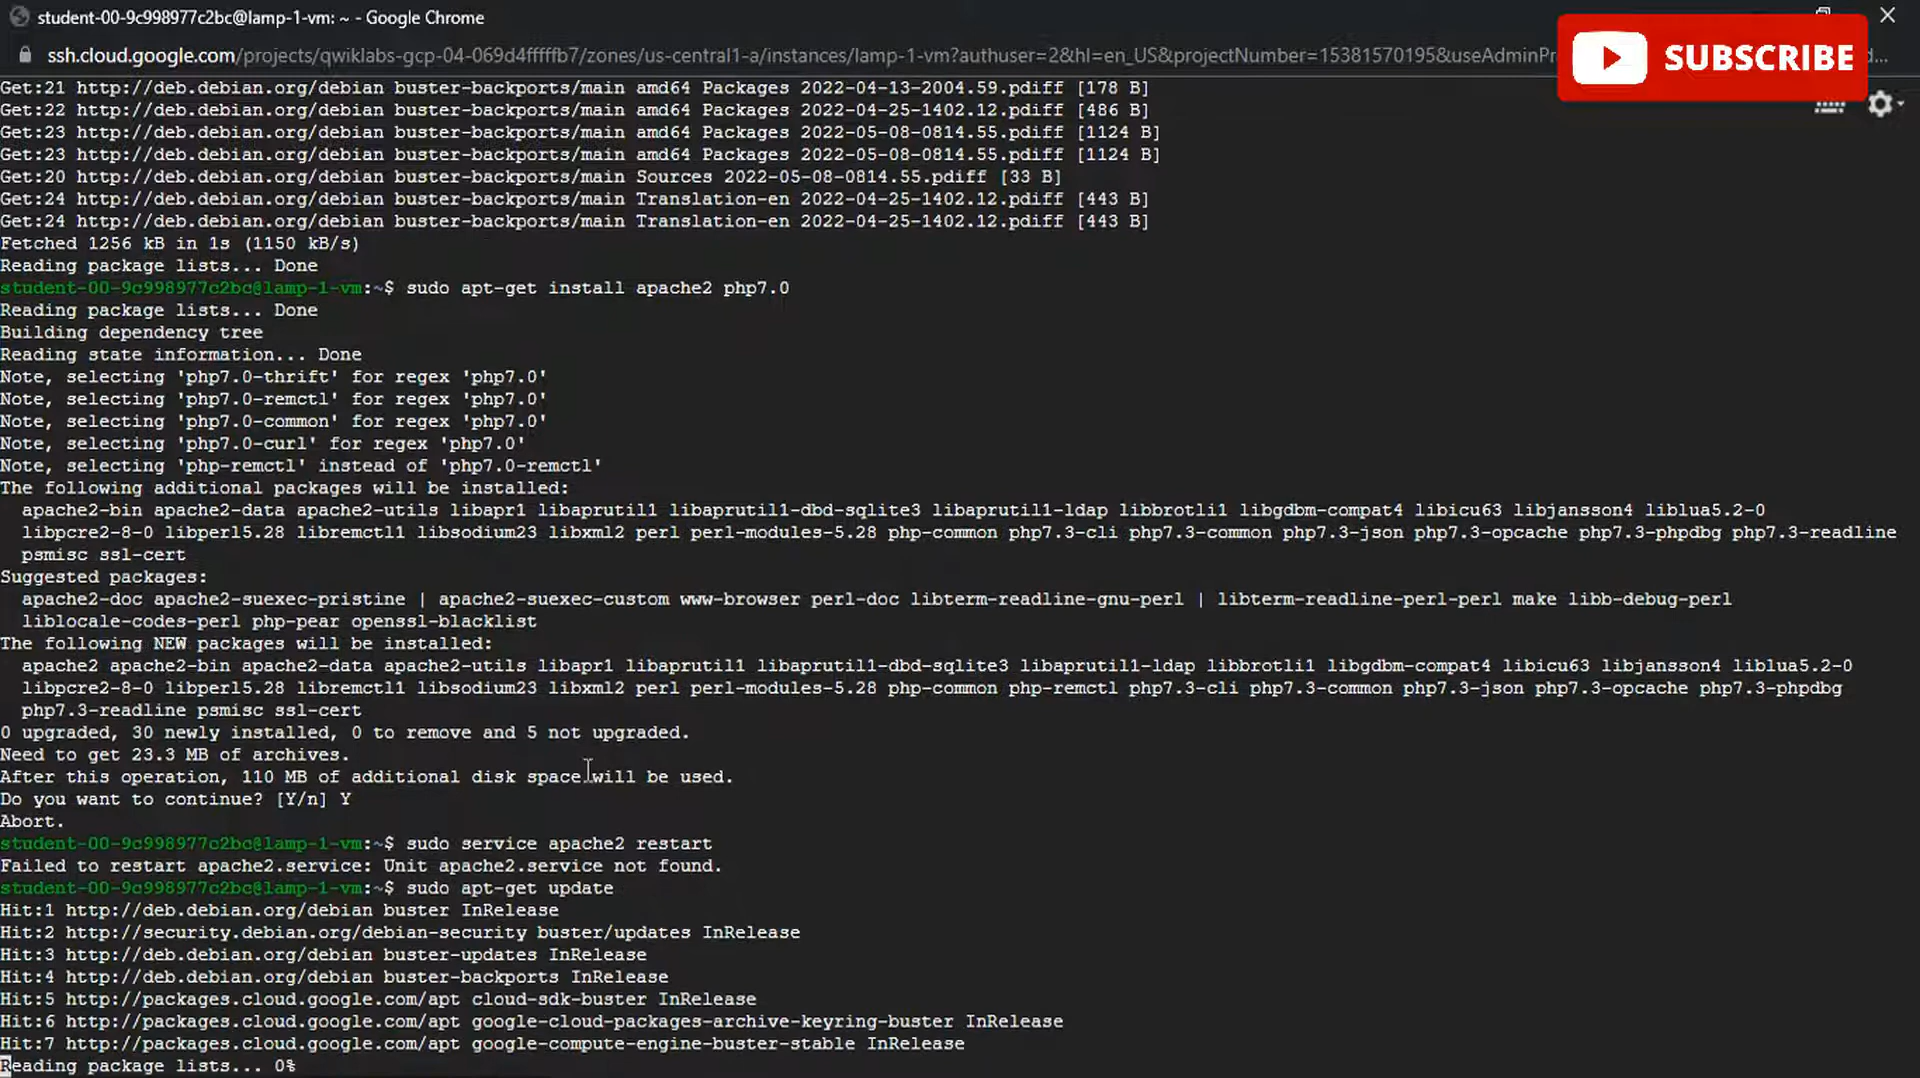 student-00-9c998977c2bc@lamp-1-vm: ~ - Google Chrome
ssh.cloud.google.com/projects/qwiklabs-gcp-04-069d4fffffb7/zones/us-central1-a/instances/lamp-1-vm?authuser=2&hl=en_US&projectNumber=15381570195&useAdminPr
SUBSCRIBE
Get:21 http://deb.debian.org/debian buster-backports/main amd64 Packages 2022-04-13-2004.59.pdiff [178 B]
Get:22 http://deb.debian.org/debian buster-backports/main amd64 Packages 2022-04-25-1402.12.pdiff [486 B]
Get:23 http://deb.debian.org/debian buster-backports/main amd64 Packages 2022-05-08-0814.55.pdiff [1124 B]
Get:23 http://deb.debian.org/debian buster-backports/main amd64 Packages 2022-05-08-0814.55.pdiff [1124 B]
Get:20 http://deb.debian.org/debian buster-backports/main Sources 2022-05-08-0814.55.pdiff [33 B]
Get:24 http://deb.debian.org/debian buster-backports/main Translation-en 2022-04-25-1402.12.pdiff [443 B]
Get:24 http://deb.debian.org/debian buster-backports/main Translation-en 2022-04-25-1402.12.pdiff [443 B]
Fetched 1256 kB in 1s (1150 kB/s)
Reading package lists... Done
student-00-9c998977c2bc@lamp-1-vm:~$ sudo apt-get install apache2 php7.0
Reading package lists... Done
Building dependency tree
Reading state information... Done
Note, selecting 'php7.0-thrift' for regex 'php7.0'
Note, selecting 'php7.0-remctl' for regex 'php7.0'
Note, selecting 'php7.0-common' for regex 'php7.0'
Note, selecting 'php7.0-curl' for regex 'php7.0'
Note, selecting 'php-remctl' instead of 'php7.0-remctl'
The following additional packages will be installed:
apache2-bin apache2-data apache2-utils libapr1 libaprutil1 libaprutil1-dbd-sqlite3 libaprutil1-ldap libbrotli1 libgdbm-compat4 libicu63 libjansson4 liblua5.2-0
libpcre2-8-0 libperl5.28 libremctl1 libsodium23 libxml2 perl perl-modules-5.28 php-common php7.3-cli php7.3-common php7.3-json php7.3-opcache php7.3-phpdbg php7.3-readline
psmisc ssl-cert
Suggested packages:
apache2-doc apache2-suexec-pristine | apache2-suexec-custom www-browser perl-doc libterm-readline-gnu-perl | libterm-readline-perl-perl make libb-debug-perl
liblocale-codes-perl php-pear openssl-blacklist
The following NEW packages will be installed:
apache2 apache2-bin apache2-data apache2-utils libapr1 libaprutil1 libaprutil1-dbd-sqlite3 libaprutil1-ldap libbrotli1 libgdbm-compat4 libicu63 libjansson4 liblua5.2-0
libpcre2-8-0 libperl5.28 libremctl1 libsodium23 libxml2 perl perl-modules-5.28 php-common php-remctl php7.3-cli php7.3-common php7.3-json php7.3-opcache php7.3-phpdbg
php7.3-readline psmisc ssl-cert
0 upgraded, 30 newly installed, 0 to remove and 5 not upgraded.
Need to get 23.3 MB of archives.
After this operation, 110 MB of additional disk space will be used.
Do you want to continue? [Y/n] Y
Abort.
student-00-9c998977c2bc@lamp-1-vm:~$ sudo service apache2 restart
Failed to restart apache2.service: Unit apache2.service not found.
student-00-9c998977c2bc@lamp-1-vm:~$ sudo apt-get update
Hit:1 http://deb.debian.org/debian buster InRelease
Hit:2 http://security.debian.org/debian-security buster/updates InRelease
Hit:3 http://deb.debian.org/debian buster-updates InRelease
Hit:4 http://deb.debian.org/debian buster-backports InRelease
Hit:5 http://packages.cloud.google.com/apt cloud-sdk-buster InRelease
Hit:6 http://packages.cloud.google.com/apt google-cloud-packages-archive-keyring-buster InRelease
Hit:7 http://packages.cloud.google.com/apt google-compute-engine-buster-stable InRelease
Reading package lists... 0%